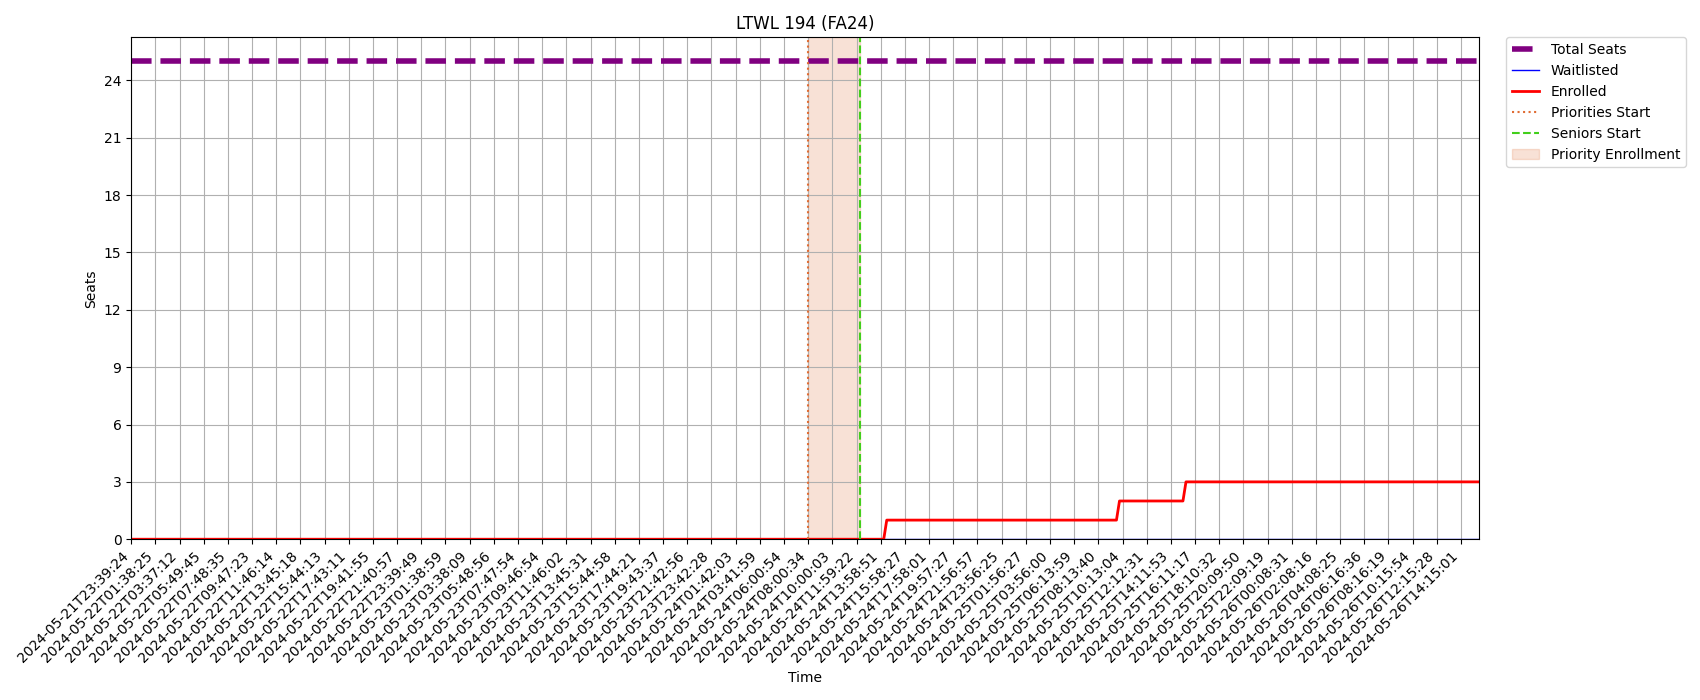 LTWL 194 (FA24)
Total Seats
Waitlisted
Enrolled
Priorities Start
Seniors Start
Priority Enrollment
Seats
24
21
18
15
12
9
6
3
0
2024-05-21T23:39:24
2024-05-22T01:38:25
2024-05-22T03:37:12
2024-05-22T05:49:45
2024-05-22T07:48:35
2024-05-22T09:47:23
2024-05-22T11:46:14
2024-05-22T13:45:18
2024-05-22T15:44:13
2024-05-22T17:43:11
2024-05-22T19:41:55
2024-05-22T21:40:57
2024-05-22T23:39:49
2024-05-23T01:38:59
2024-05-23T03:38:09
2024-05-23T05:48:56
2024-05-23T07:47:54
2024-05-23T09:46:54
2024-05-23T11:46:02
2024-05-23T13:45:31
2024-05-23T15:44:58
2024-05-23T17:44:21
2024-05-23T19:43:37
2024-05-23T21:42:56
2024-05-23T23:42:28
2024-05-24T01:42:03
2024-05-24T03:41:59
2024-05-24T06:00:54
2024-05-24T08:00:34
2024-05-24T10:00:03
2024-05-24T11:59:22
2024-05-24T13:58:51
2024-05-24T15:58:27
2024-05-24T17:58:01
2024-05-24T19:57:27
2024-05-24T21:56:57
2024-05-24T23:56:25
2024-05-25T01:56:27
2024-05-25T03:56:00
2024-05-25T06:13:59
2024-05-25T08:13:40
2024-05-25T10:13:04
2024-05-25T12:12:31
2024-05-25T14:11:53
2024-05-25T16:11:17
2024-05-25T18:10:32
2024-05-25T20:09:50
2024-05-25T22:09:19
2024-05-26T00:08:31
2024-05-26T02:08:16
2024-05-26T04:08:25
2024-05-26T06:16:36
2024-05-26T08:16:19
2024-05-26T10:15:54
2024-05-26T12:15:28
2024-05-26T14:15:01
Time